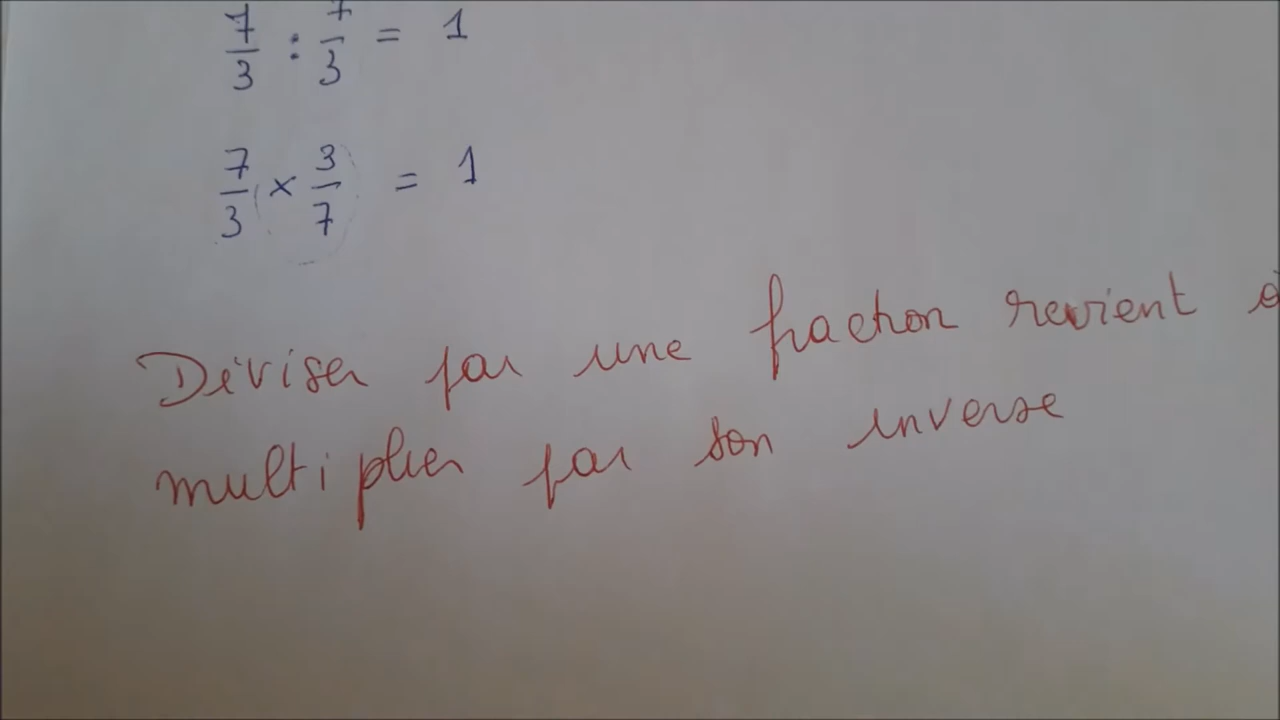 7/3 : 7/3 = 1
7/3 × 3/7 = 1
Diviser par une fraction revient à
multiplier par son inverse